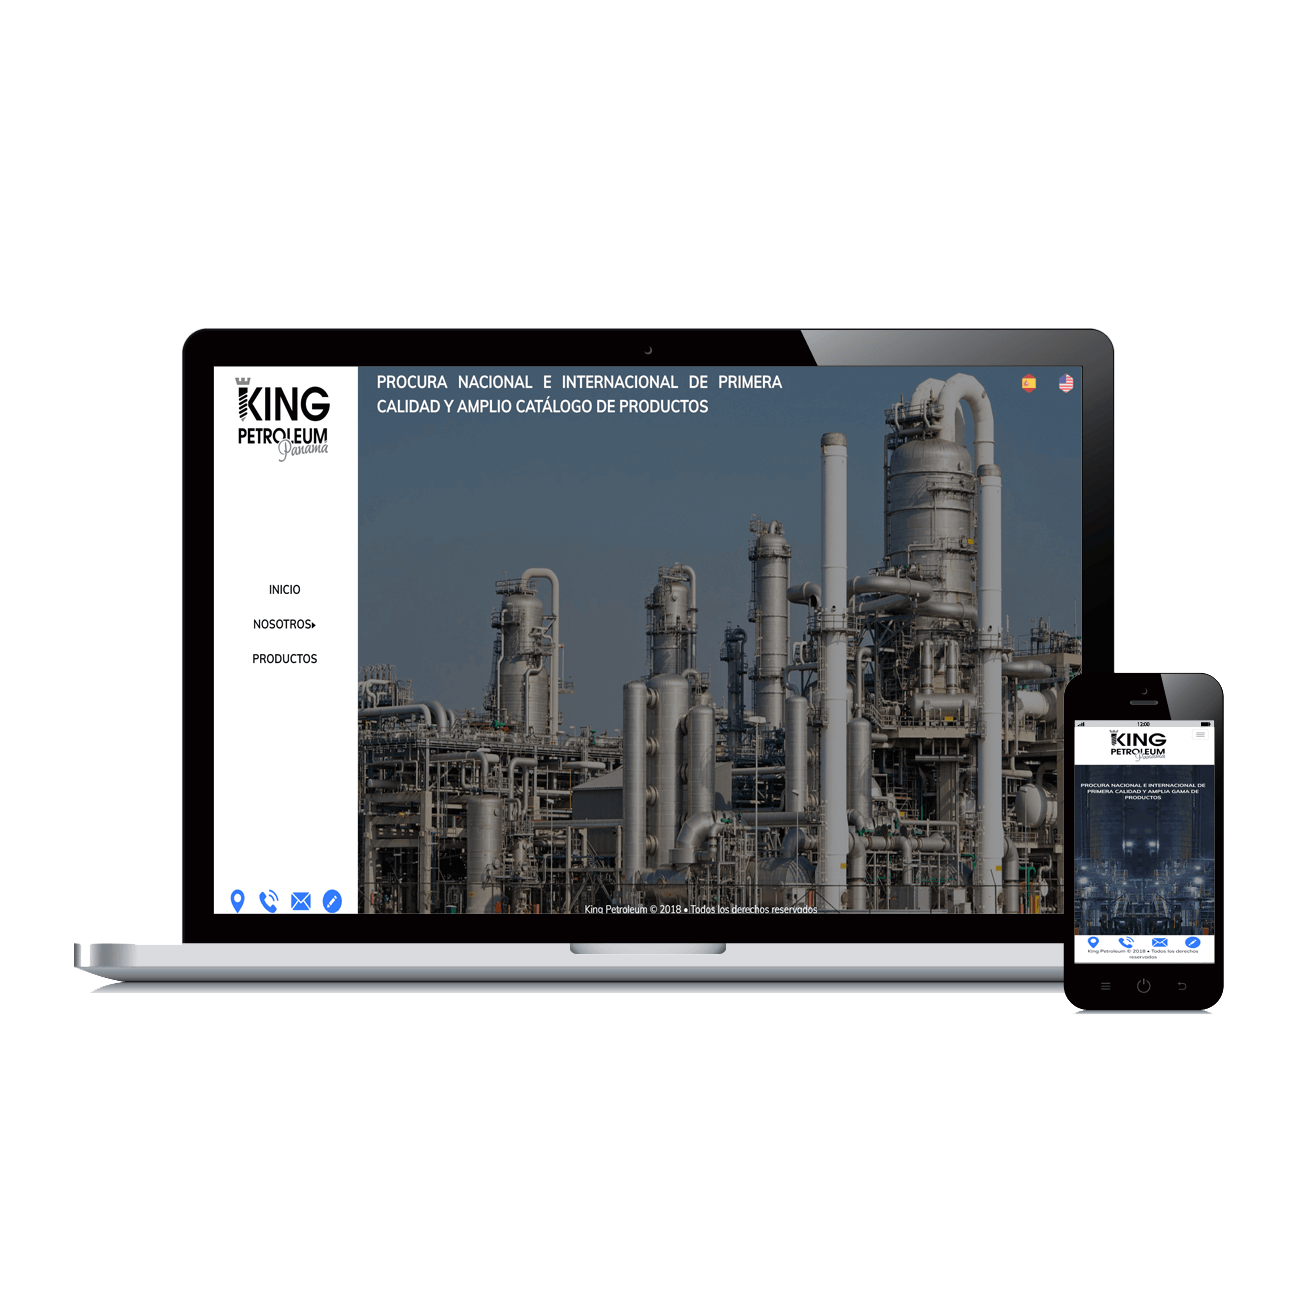 KING
PETROLEUM
Panamá
INICIO
NOSOTROS
PRODUCTOS
PROCURA NACIONAL E INTERNACIONAL DE PRIMERA
CALIDAD Y AMPLIO CATÁLOGO DE PRODUCTOS
King Petroleum © 2018 • Todos los derechos reservados
12:00
KING
PETROLEUM
Panamá
PROCURA NACIONAL E INTERNACIONAL DE
PRIMERA CALIDAD Y AMPLIA GAMA DE
PRODUCTOS
King Petroleum © 2018 • Todos los derechos
reservados